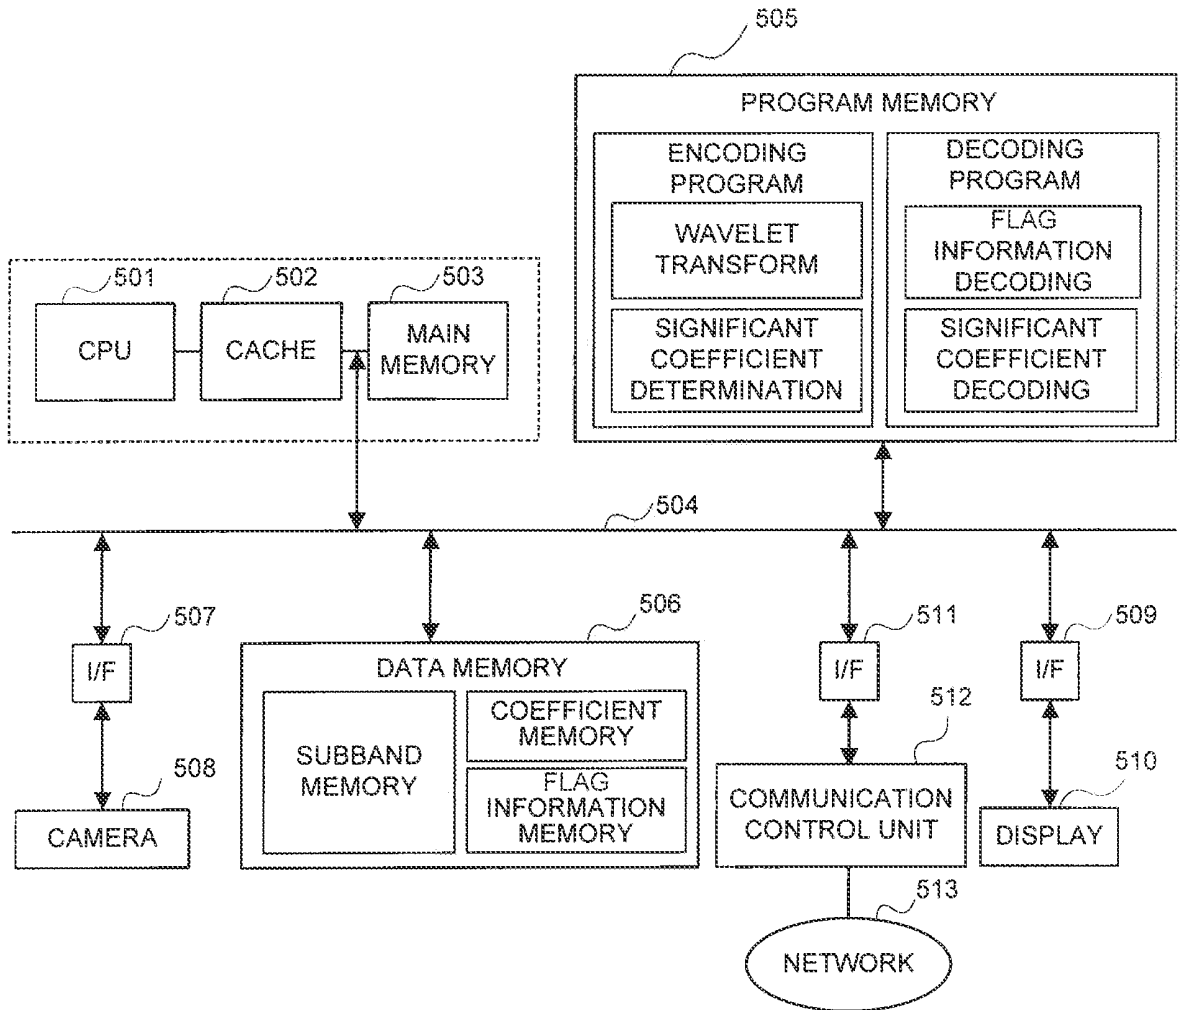 505
PROGRAM MEMORY
ENCODING
PROGRAM
WAVELET
TRANSFORM
SIGNIFICANT
COEFFICIENT
DETERMINATION
DECODING
PROGRAM
FLAG
INFORMATION
DECODING
SIGNIFICANT
COEFFICIENT
DECODING
501
CPU
502
CACHE
503
MAIN
MEMORY
504
507
I/F
508
CAMERA
506
DATA MEMORY
SUBBAND
MEMORY
COEFFICIENT
MEMORY
FLAG
INFORMATION
MEMORY
511
I/F
512
COMMUNICATION
CONTROL UNIT
509
I/F
510
DISPLAY
513
NETWORK